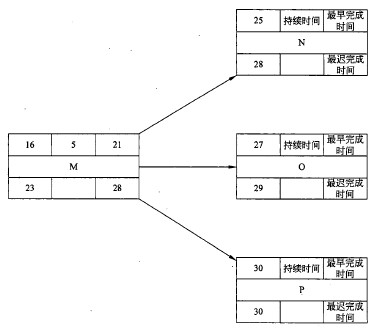 25 持续时间 最早完成时间
N
28 最迟完成时间
16 5 21
M
23 28
27 持续时间 最早完成时间
O
29 最迟完成时间
30 持续时间 最早完成时间
P
30 最迟完成时间